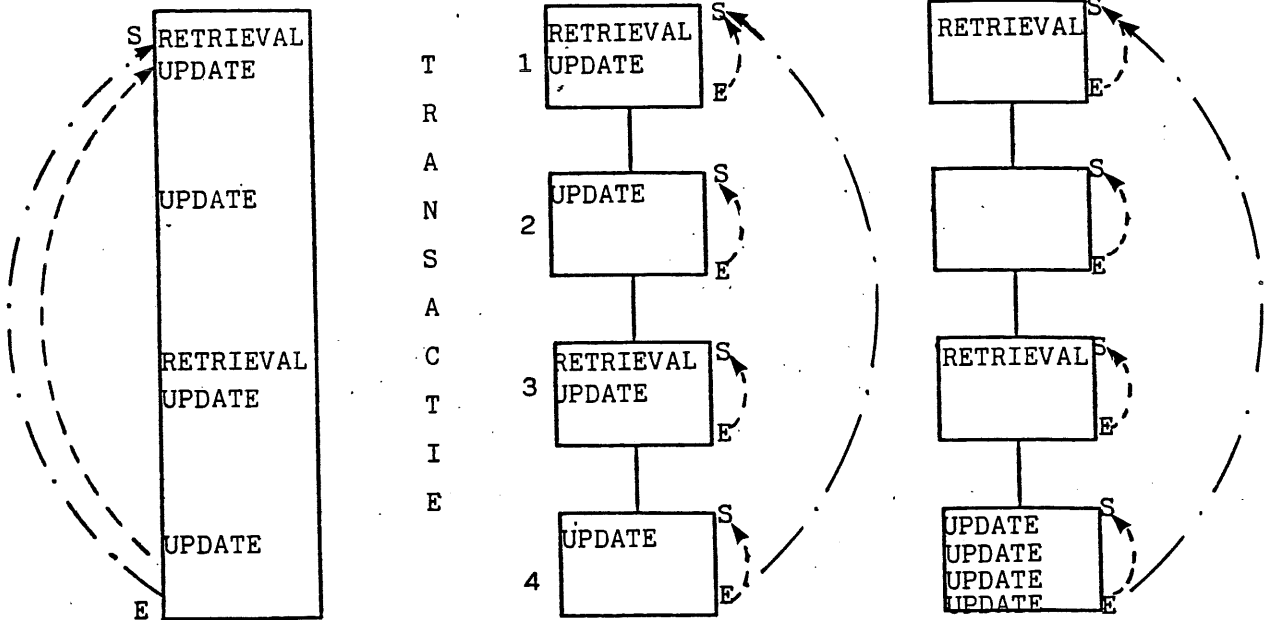 S RETRIEVAL
UPDATE
UPDATE
RETRIEVAL
UPDATE
UPDATE
E
T
R
A
N
S
A
C
T
I
E
1
RETRIEVAL
UPDATE
S
E
2
UPDATE
S
E
3
RETRIEVAL
UPDATE
S
E
4
UPDATE
S
E
RETRIEVAL
S
E
S
E
RETRIEVAL
S
E
UPDATE
UPDATE
UPDATE
UPDATE
S
E